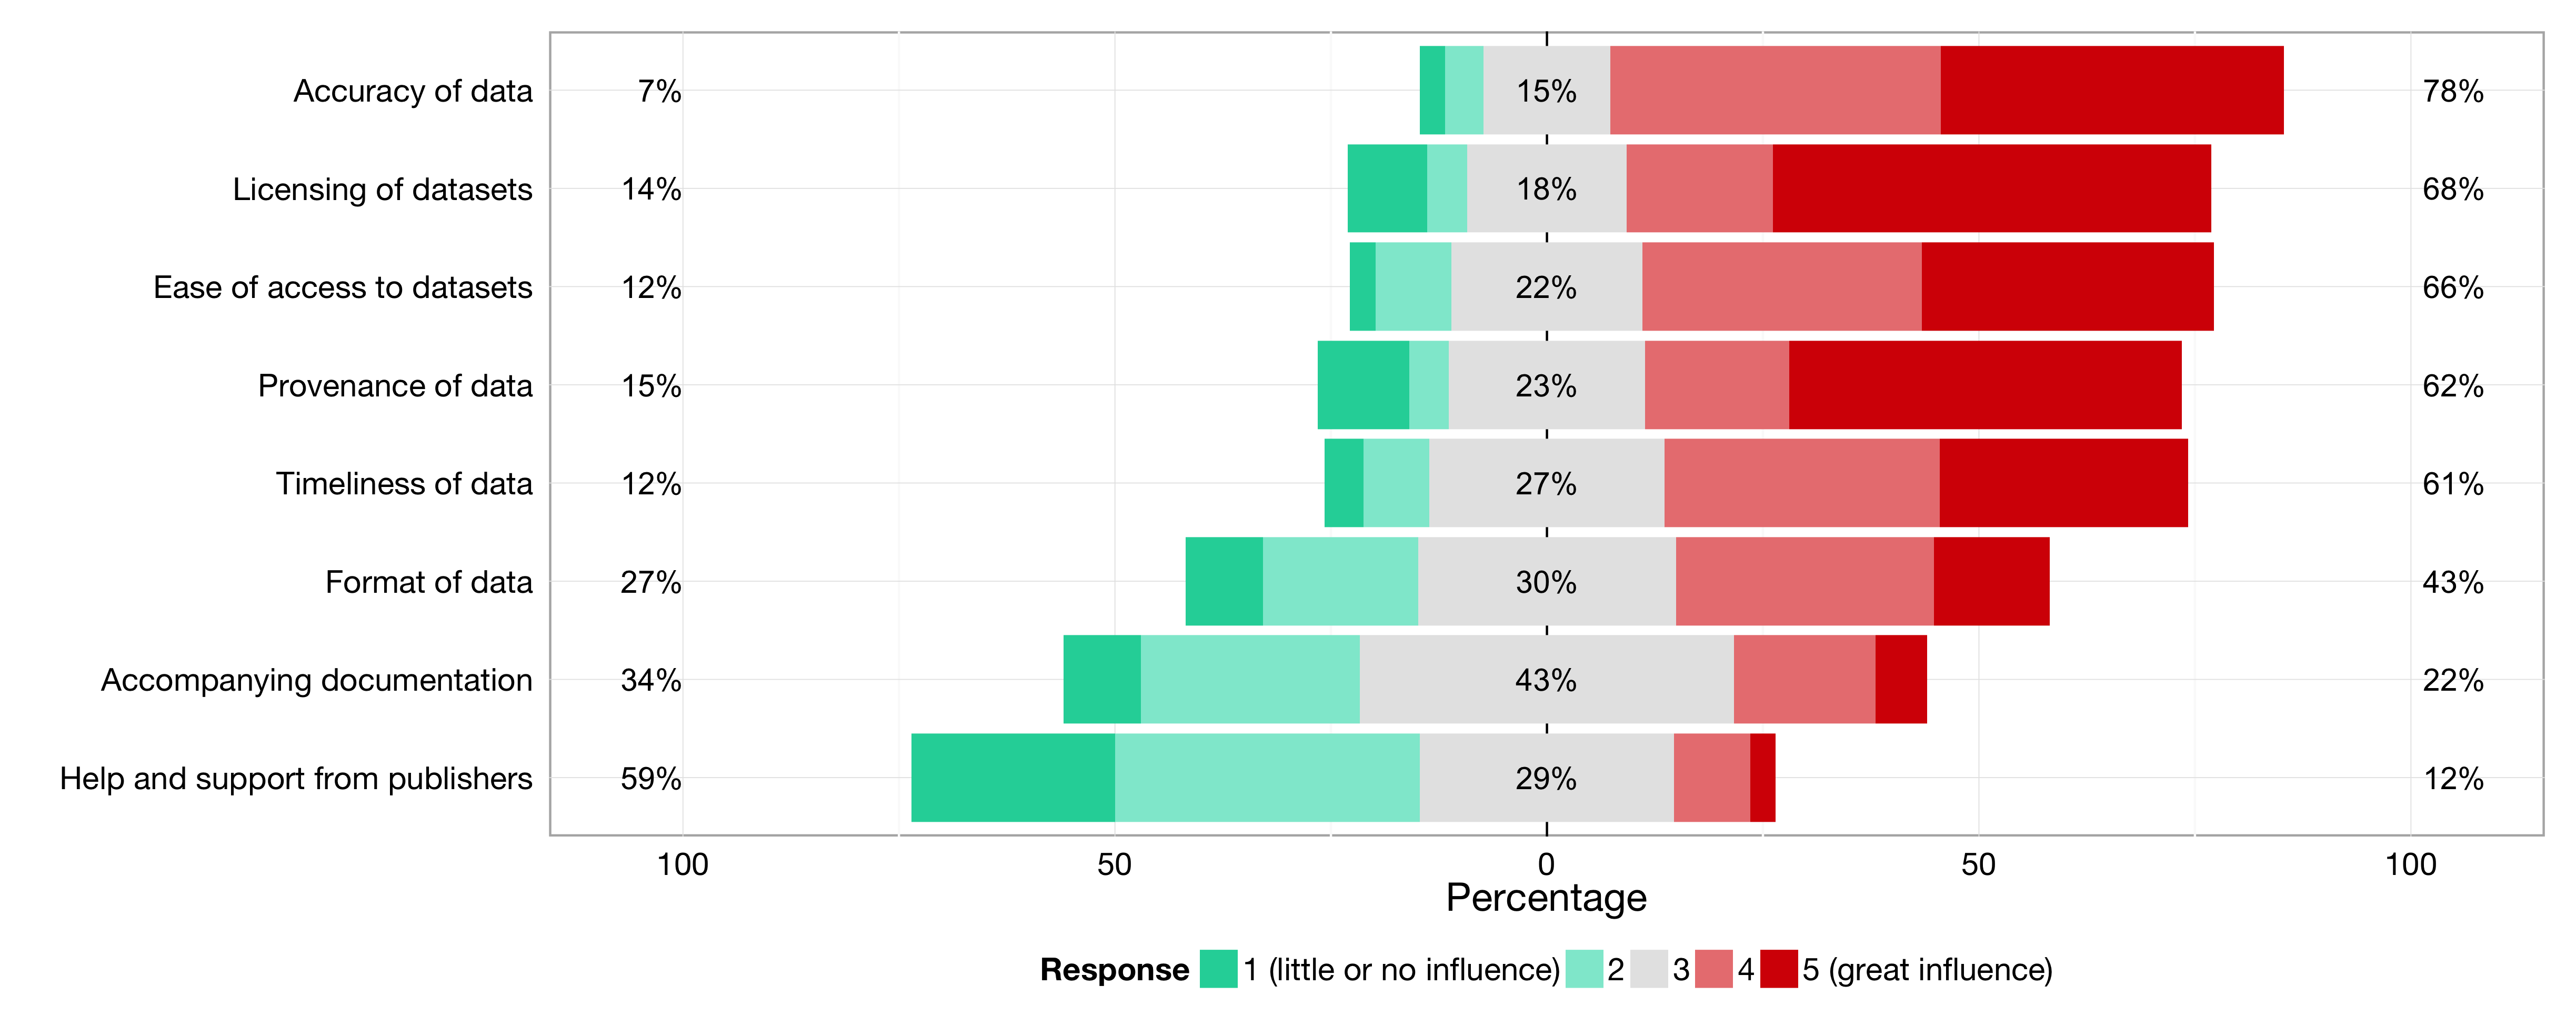 Accuracy of data 7% 15% 78%
Licensing of datasets 14% 18% 68%
Ease of access to datasets 12% 22% 66%
Provenance of data 15% 23% 62%
Timeliness of data 12% 27% 61%
Format of data 27% 30% 43%
Accompanying documentation 34% 43% 22%
Help and support from publishers 59% 29% 12%
100 50 0 50 100
Percentage
Response 1 (little or no influence) 2 3 4 5 (great influence)